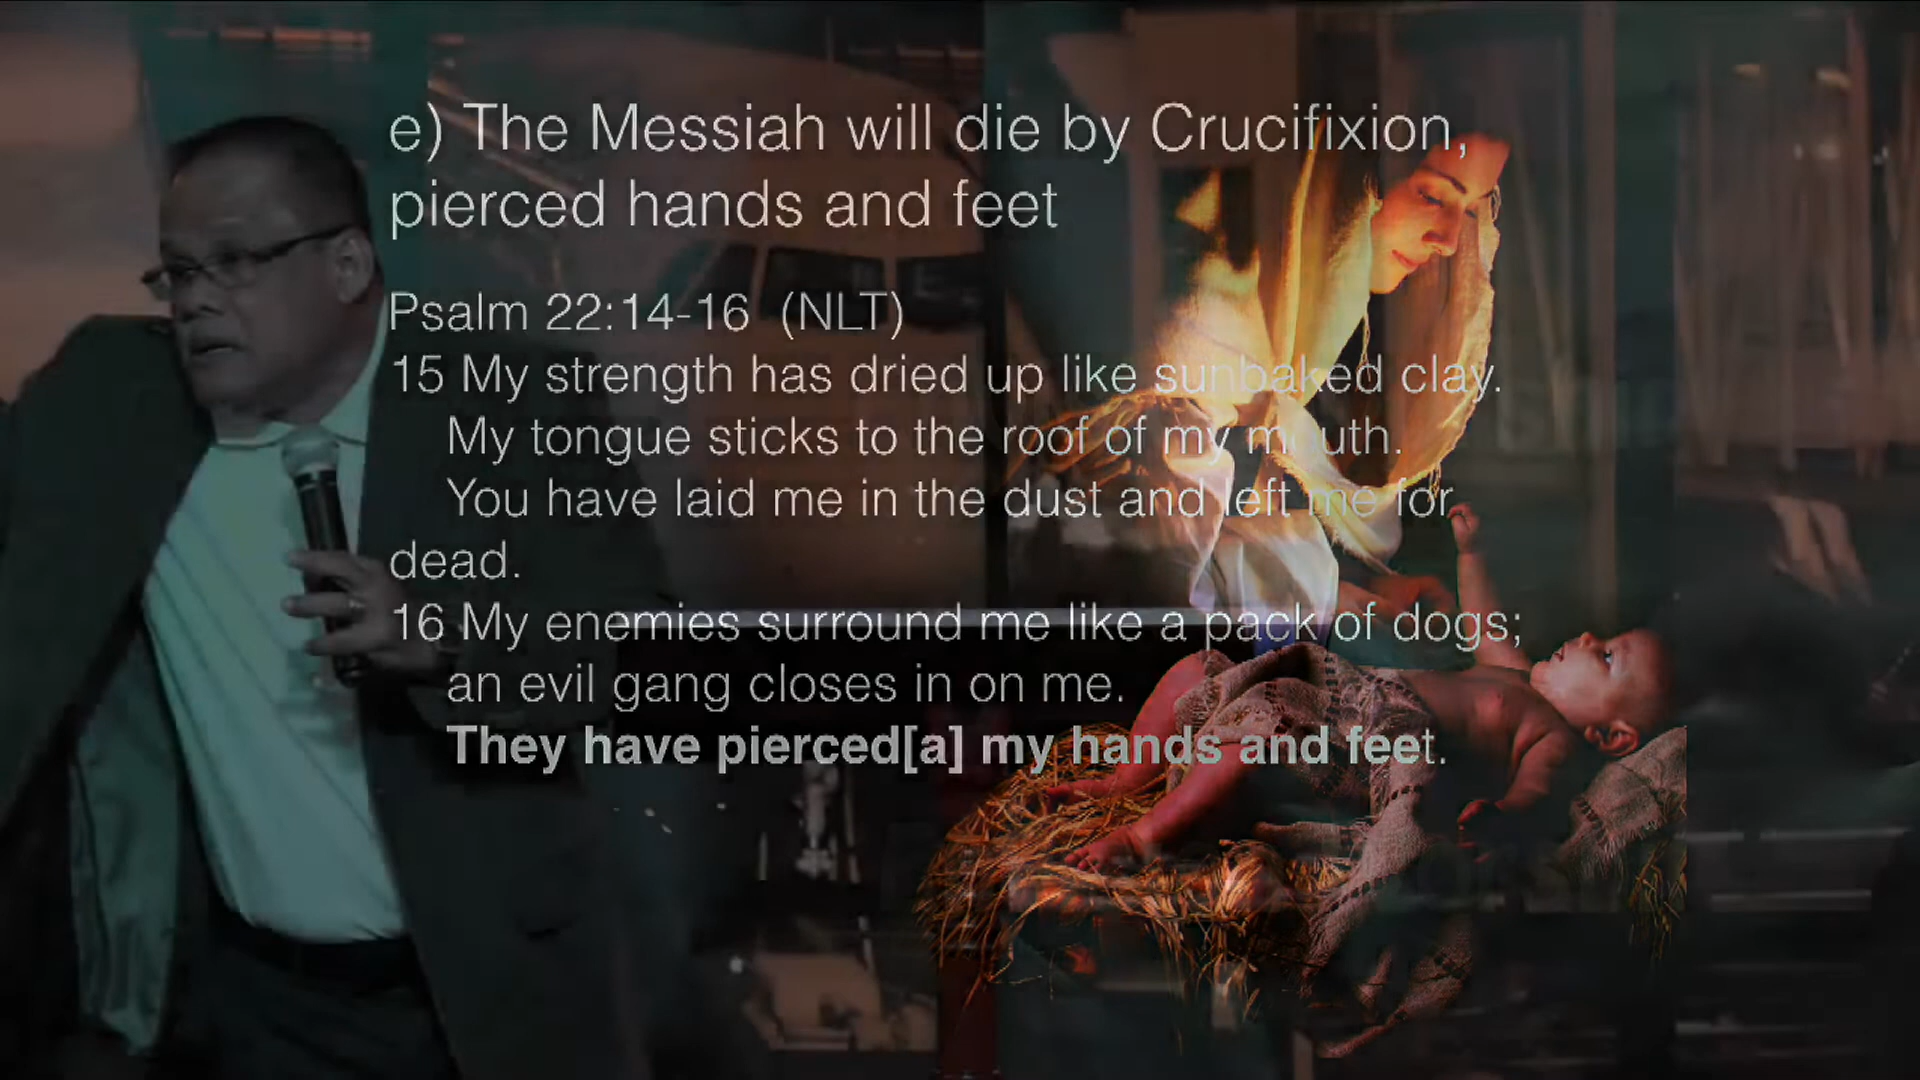 e) The Messiah will die by Crucifixion,
pierced hands and feet
Psalm 22:14-16 (NLT)
15 My strength has dried up like sunbaked clay.
My tongue sticks to the roof of my mouth.
You have laid me in the dust and left me for
dead.
16 My enemies surround me like a pack of dogs;
an evil gang closes in on me.
They have pierced[a] my hands and feet.